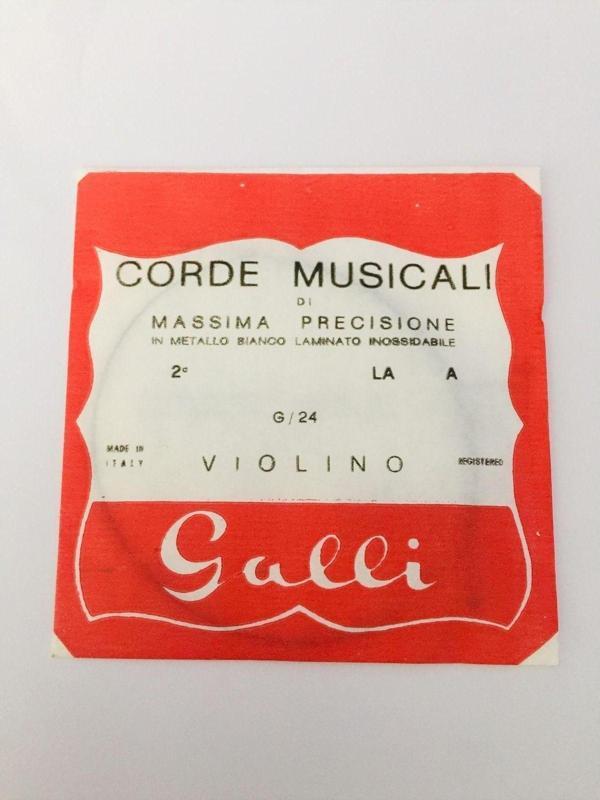 CORDE MUSICALI
DI
MASSIMA PRECISIONE
IN METALLO BIANCO LAMINATO INOSSIDABILE
2ª LA A
G/24
MADE IN
ITALY
VIOLINO
REGISTERED
Galli